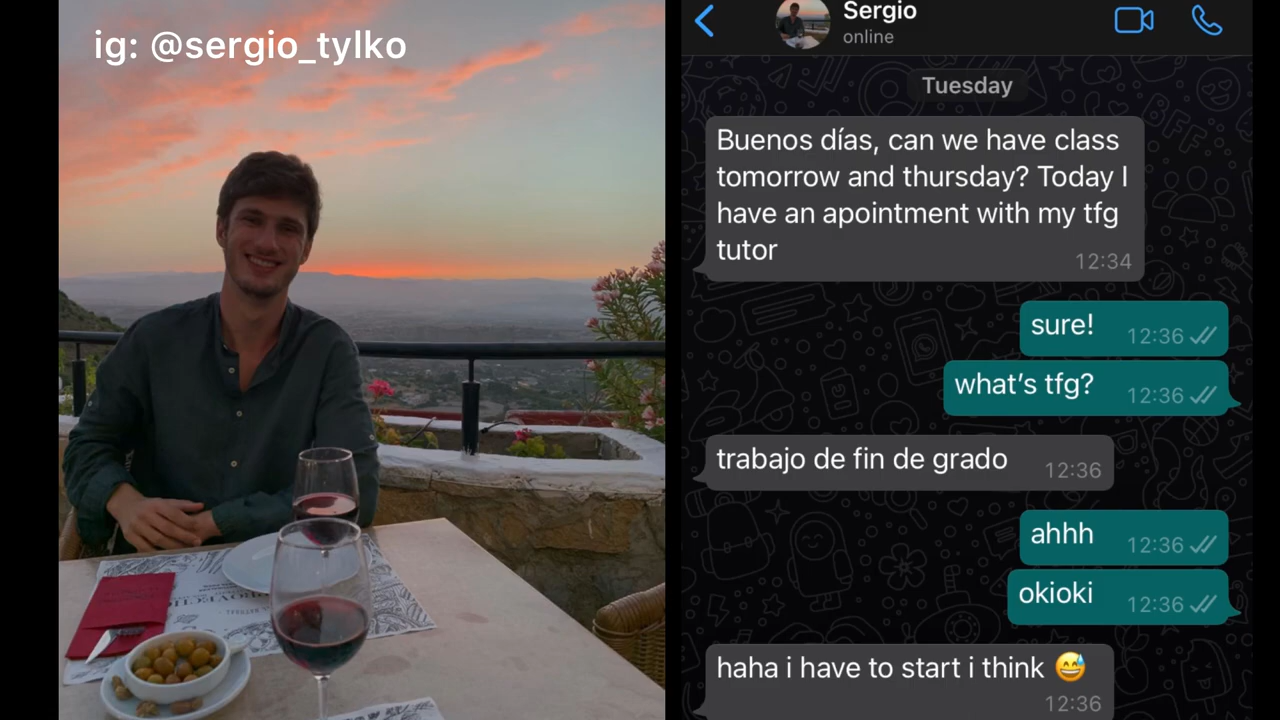 ig: @sergio_tylko
Sergio
online
Tuesday
Buenos días, can we have class
tomorrow and thursday? Today I
have an apointment with my tfg
tutor
12:34
sure! 12:36
what’s tfg? 12:36
trabajo de fin de grado 12:36
ahhh 12:36
okioki 12:36
haha i have to start i think 😅
12:36